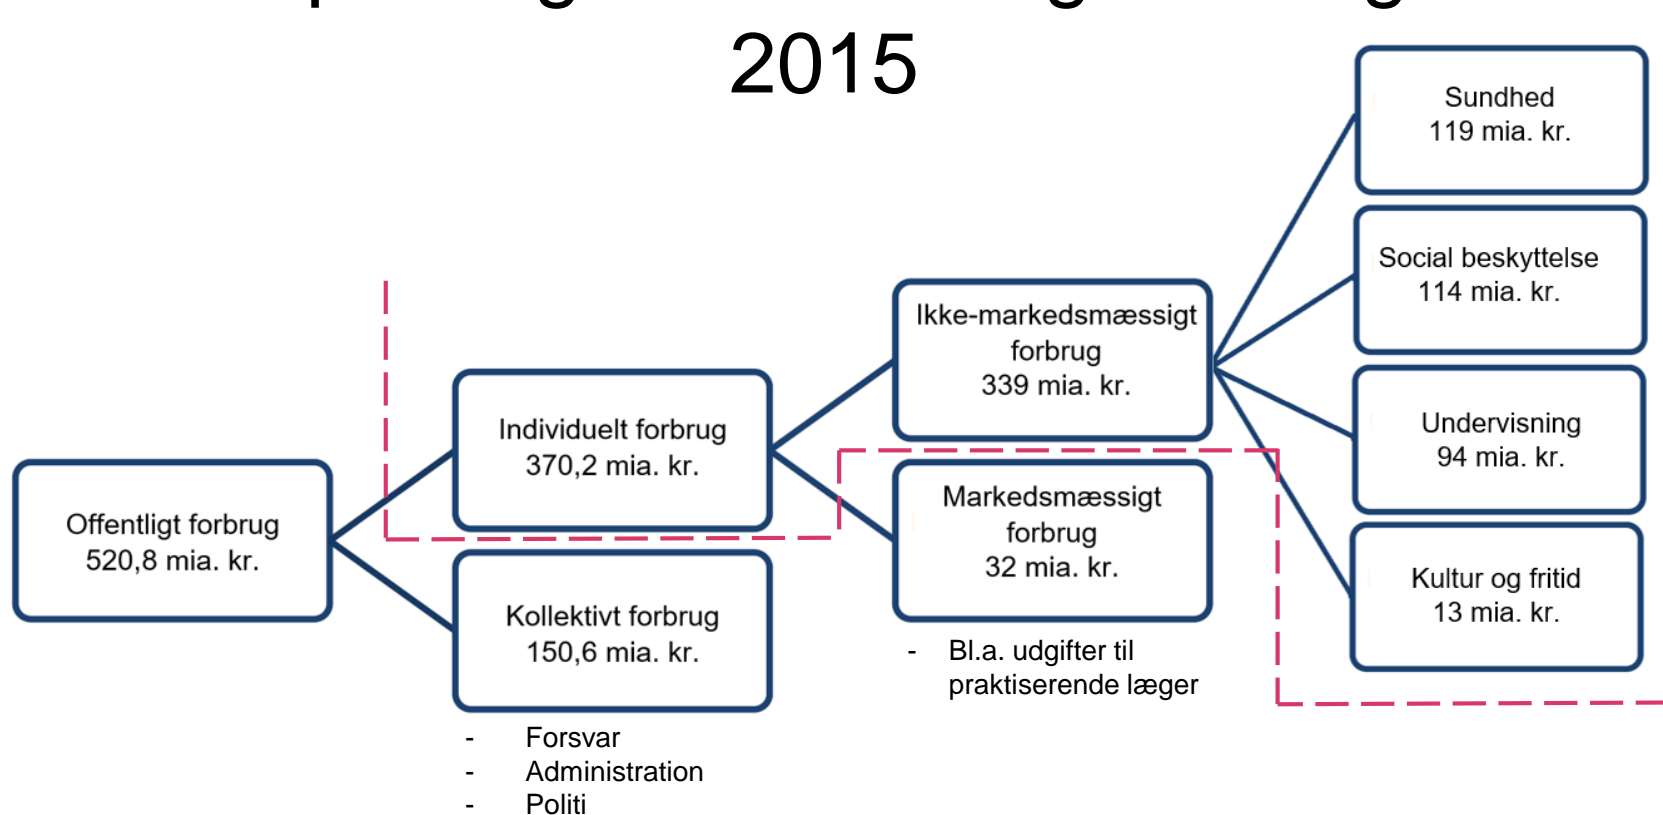 2015
Sundhed
119 mia. kr.
Social beskyttelse
114 mia. kr.
Ikke-markedsmæssigt
forbrug
339 mia. kr.
Individuelt forbrug
370,2 mia. kr.
Undervisning
94 mia. kr.
Offentligt forbrug
520,8 mia. kr.
Markedsmæssigt
forbrug
32 mia. kr.
Kultur og fritid
13 mia. kr.
Kollektivt forbrug
150,6 mia. kr.
- Bl.a. udgifter til
praktiserende læger
- Forsvar
- Administration
- Politi